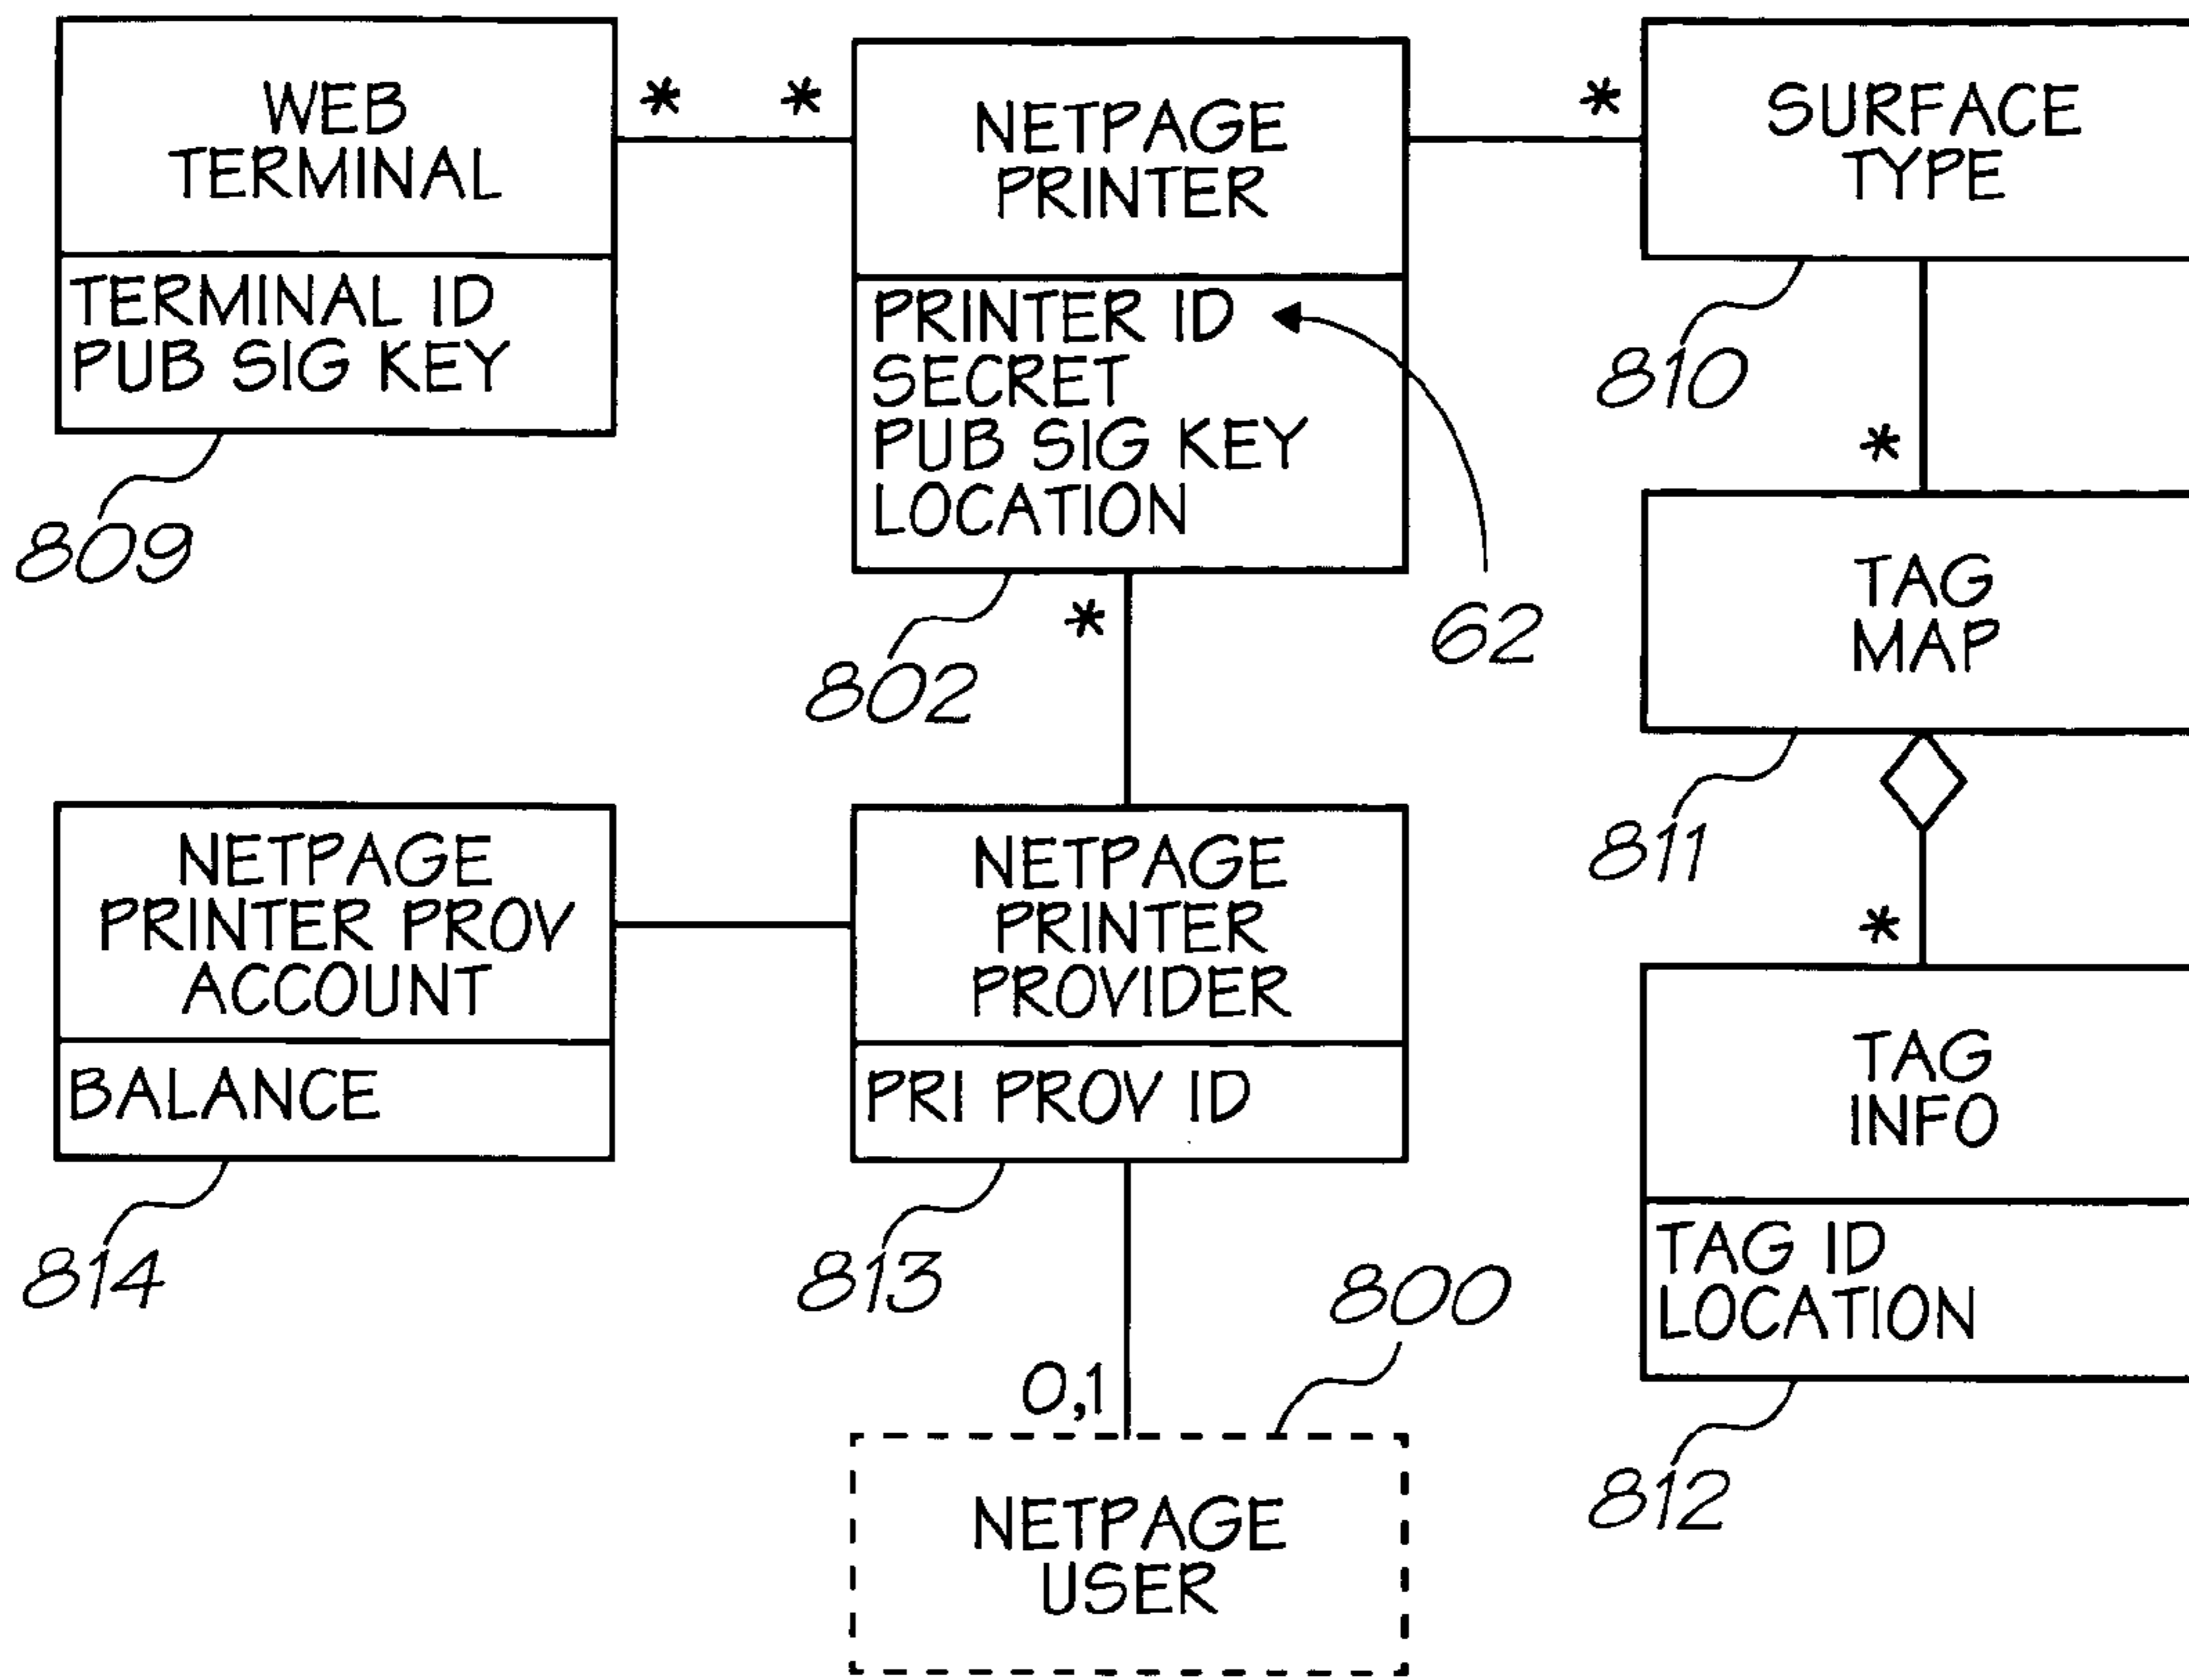 WEB
TERMINAL
TERMINAL ID
PUB SIG KEY
809
*
*
NETPAGE
PRINTER
PRINTER ID
SECRET
PUB SIG KEY
LOCATION
62
802
*
*
SURFACE
TYPE
810
*
TAG
MAP
811
*
TAG
INFO
TAG ID
LOCATION
812
NETPAGE
PRINTER PROV
ACCOUNT
BALANCE
814
NETPAGE
PRINTER
PROVIDER
PRI PROV ID
813
800
0,1
NETPAGE
USER